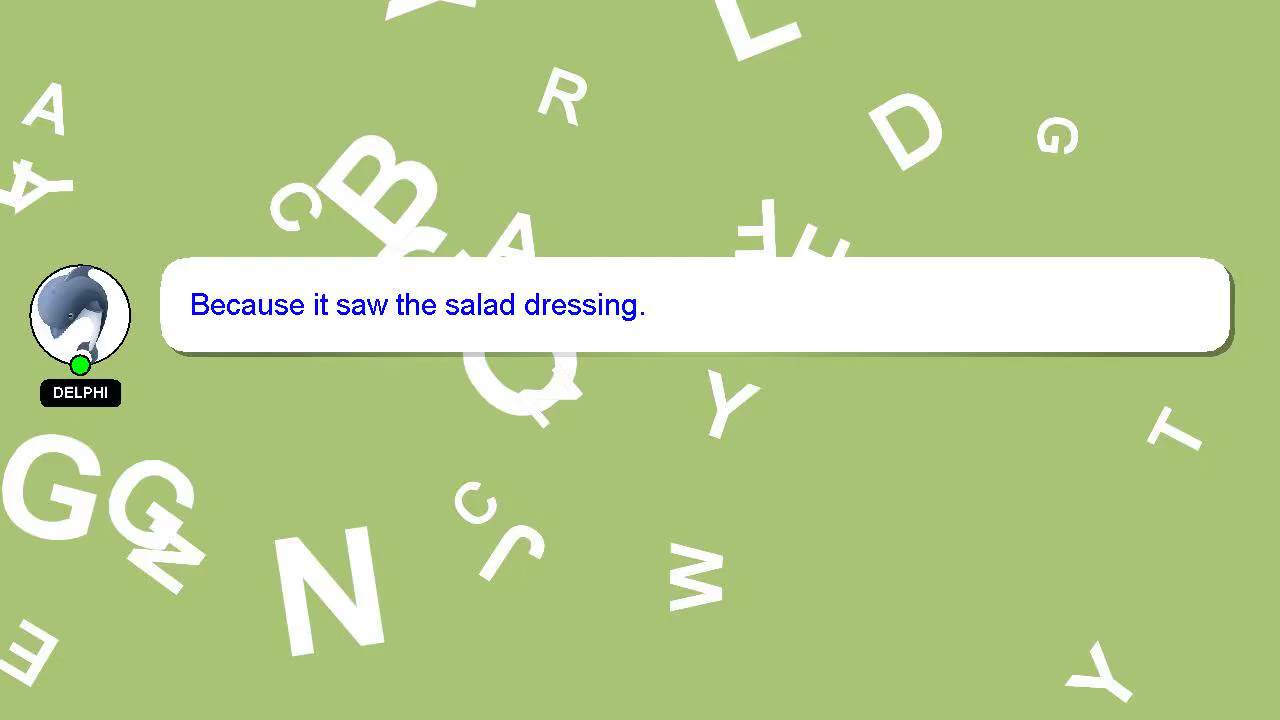 Because it saw the salad dressing.
DELPHI
A
L
R
A
D
G
A
Y
C
B
A
F
Q
Y
T
G
G
N
C
J
N
W
E
Y